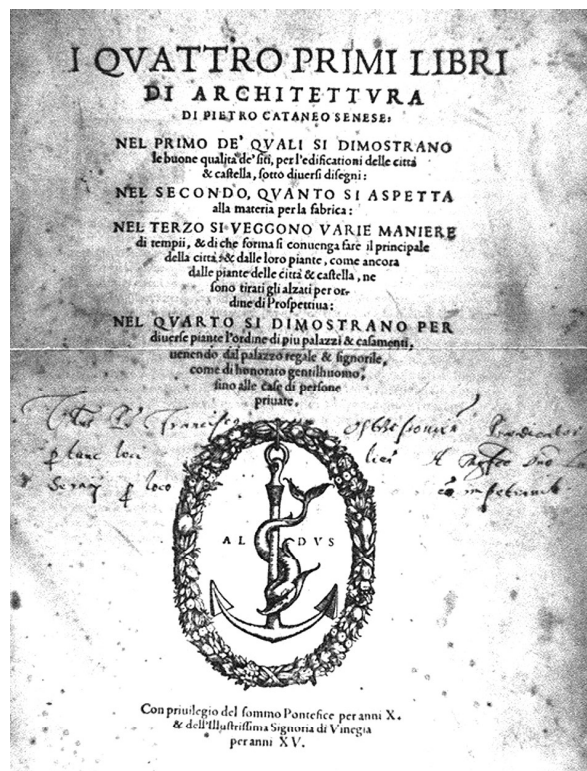 I QVATTRO PRIMI LIBRI
DI ARCHITETTVRA
DI PIETRO CATANEO SENESE:
NEL PRIMO DE' QVALI SI DIMOSTRANO
le buone qualità de' siti, per l'edificationi delle città
& castella, sotto diuersi disegni:
NEL SECONDO, QVANTO SI ASPETTA
alla materia per la fabrica:
NEL TERZO SI VEGGONO VARIE MANIERE
di tempii, & di che forma si conuenga fare il principale
della città: & dalle loro piante, come ancora
dalle piante delle città & castella, ne
sono tirati gli alzati per or-
dine di Prospettiua:
NEL QVARTO SI DIMOSTRANO PER
diuerse piante l'ordine di piu palazzi & casamenti,
uenendo dal palazzo regale & signorile,
come di honorato gentilhuomo,
sino alle case di persone
priuate.
Francisco
loco
AL DVS
Con priuilegio del sommo Pontefice per anni X.
& dell'Illustrissima Signoria di Vinegia
per anni XV.